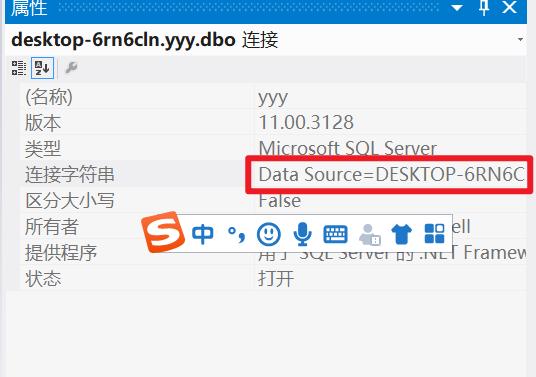 属性
desktop-6rn6cln.yyy.dbo 连接
(名称) yyy
版本 11.00.3128
类型 Microsoft SQL Server
连接字符串 Data Source=DESKTOP-6RN6C
区分大小写 False
所有者 ell
中
提供程序 用于 SQL Server 的 .NET Framew
状态 打开